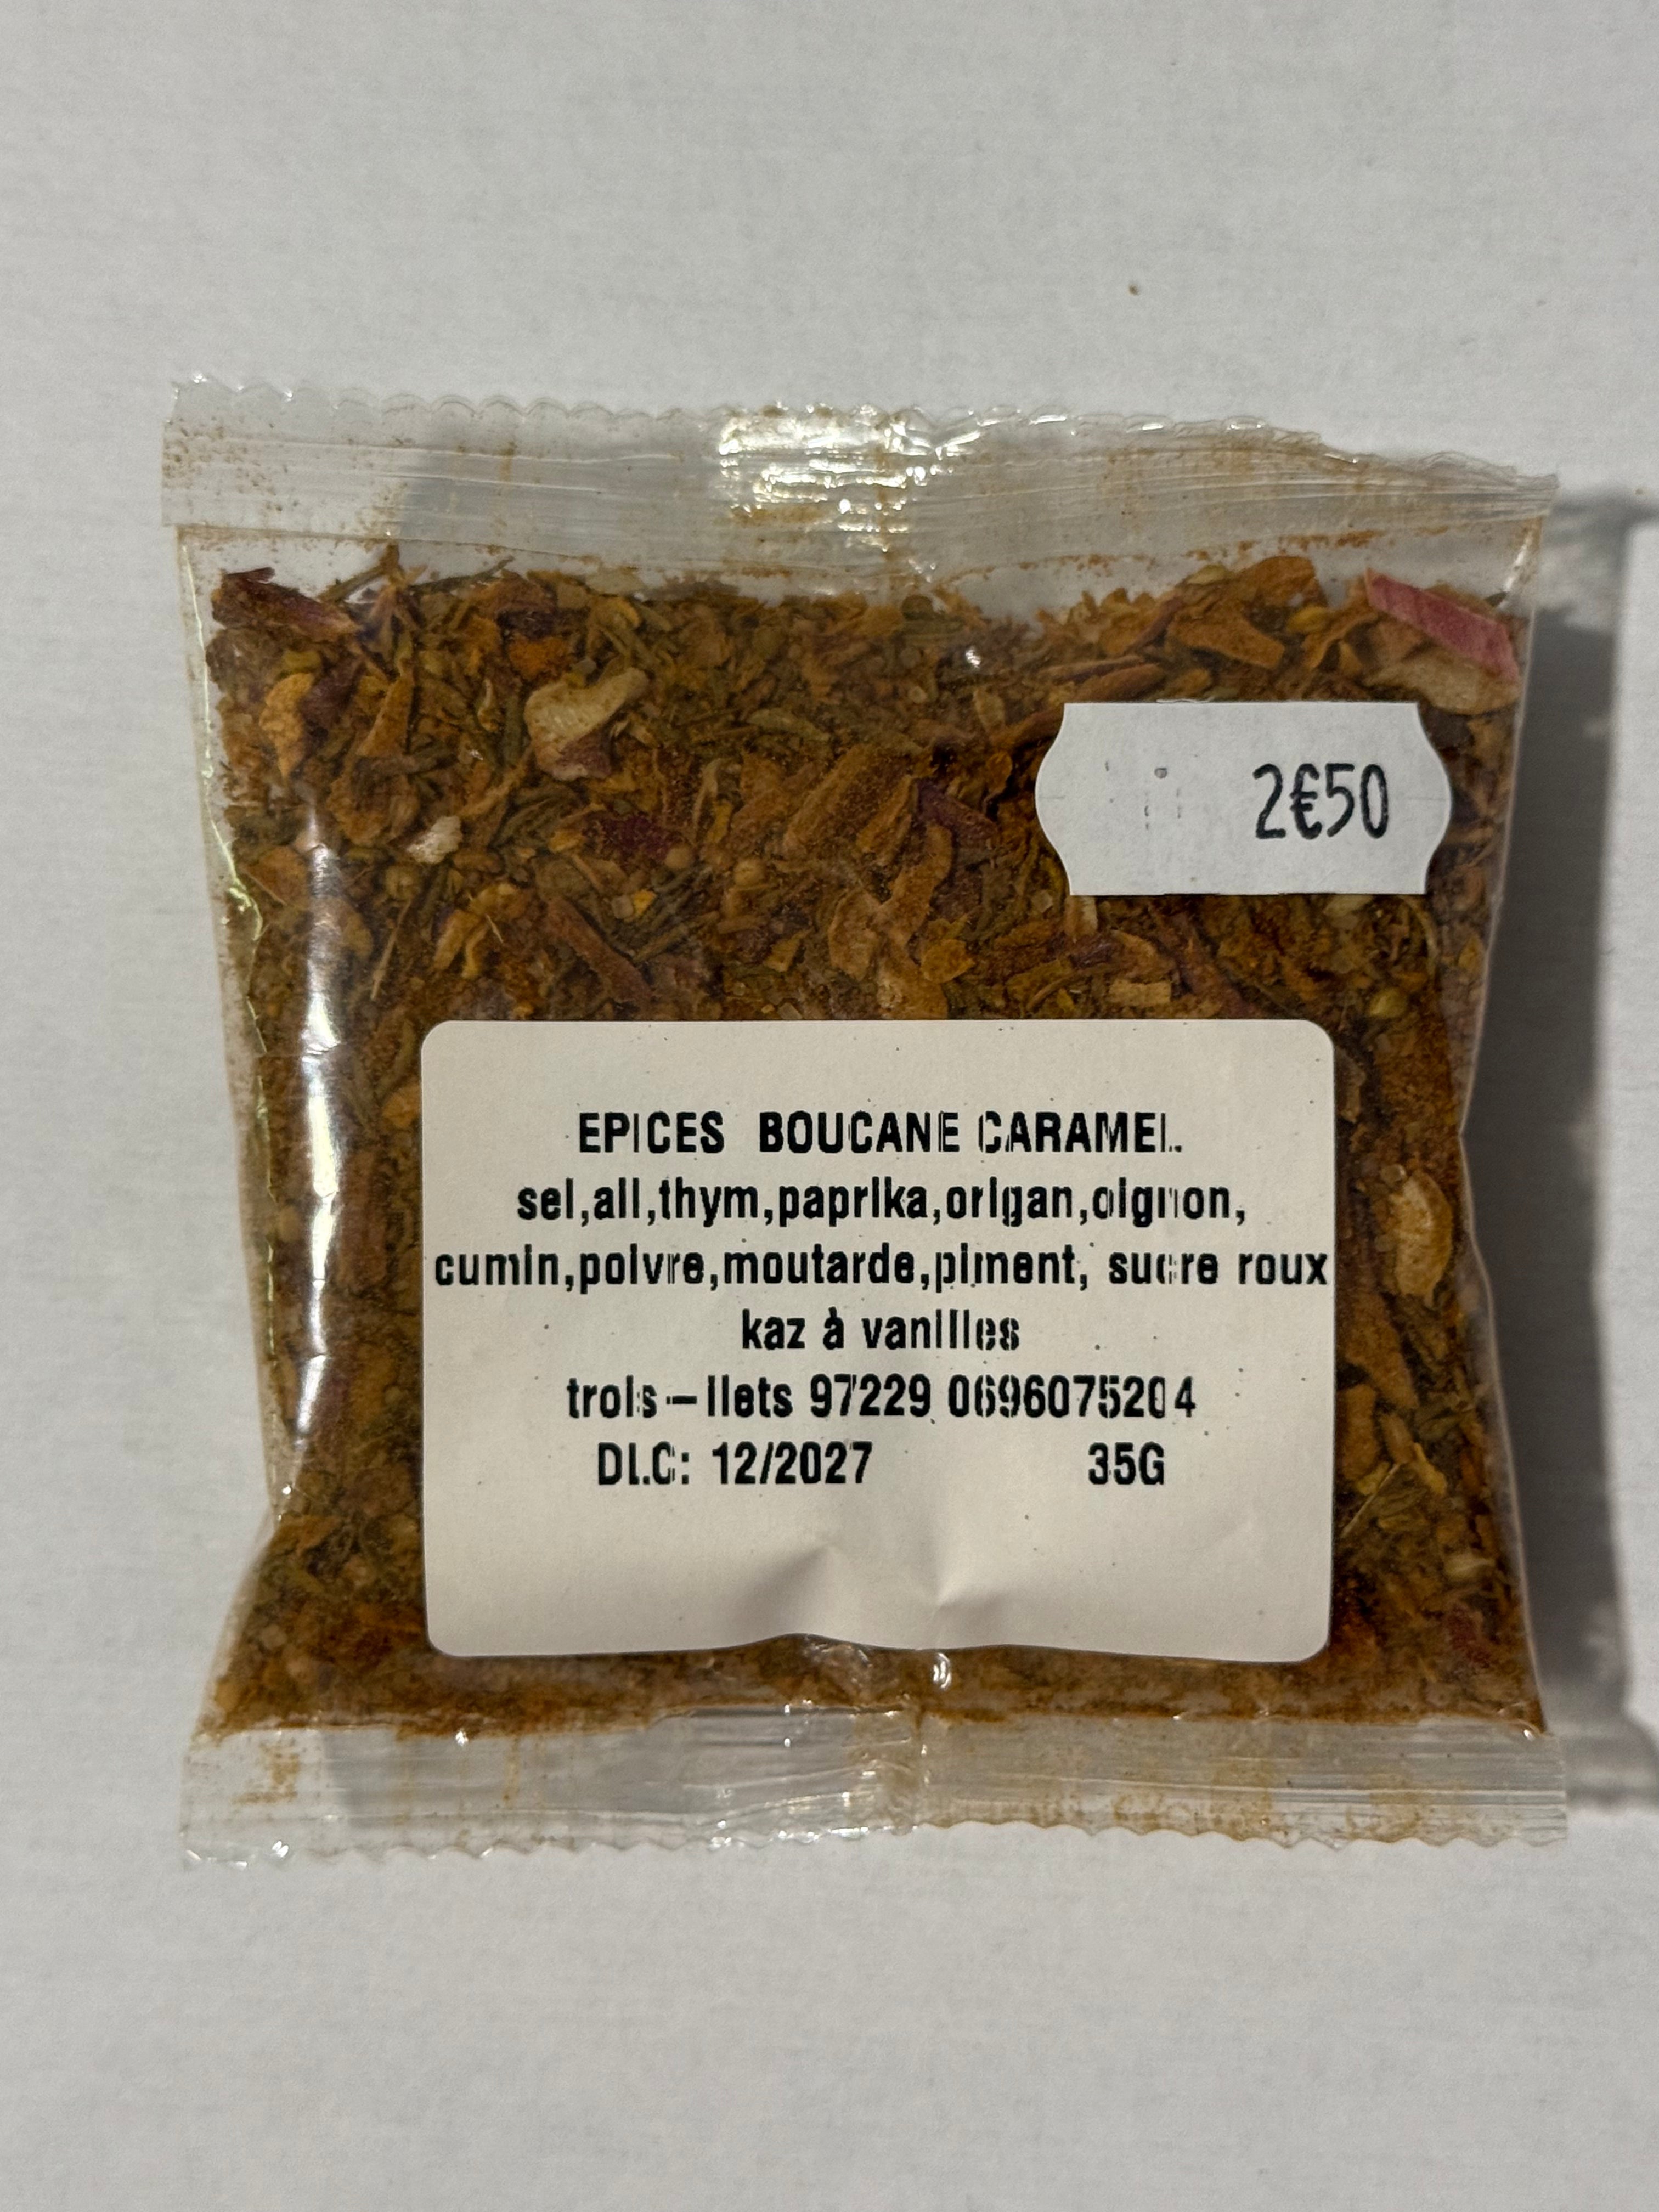 2€50
EPICES BOUCANE CARAMEL
sel,ail,thym,paprika,origan,oignon,
cumin,poivre,moutarde,piment, sucre roux
kaz à vanilles
trois-ilets 97229 0696075204
DLC: 12/2027 35G